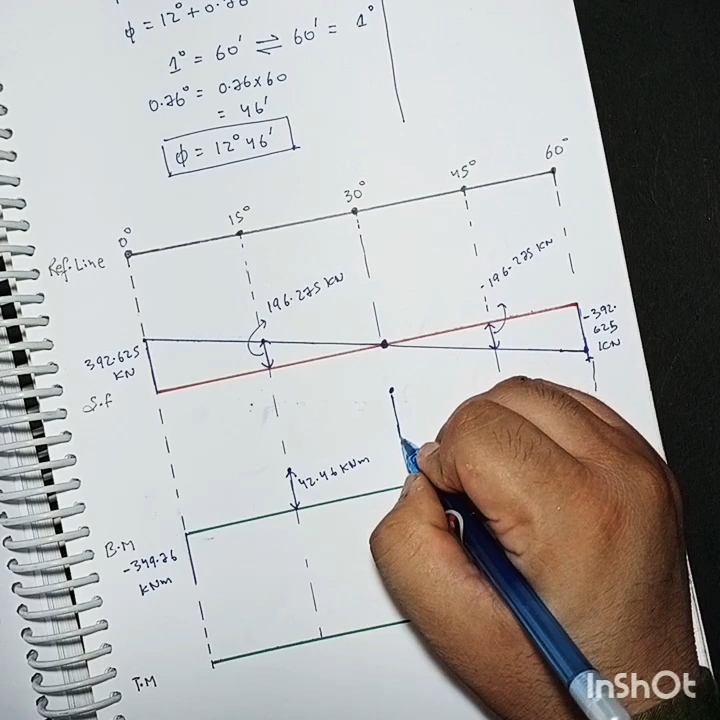 ϕ = 12° + 0.76
1° = 60' ⇌ 60' = 1°
0.76° = 0.76×60
= 46'
ϕ = 12° 46'
0° 15° 30° 45° 60°
Ref. Line
196.275 KN
-196.275 KN
392.625
KN
-392.
625
KN
S.F
42.46 KNm
B.M
-349.26
KNm
T.M
InShOt